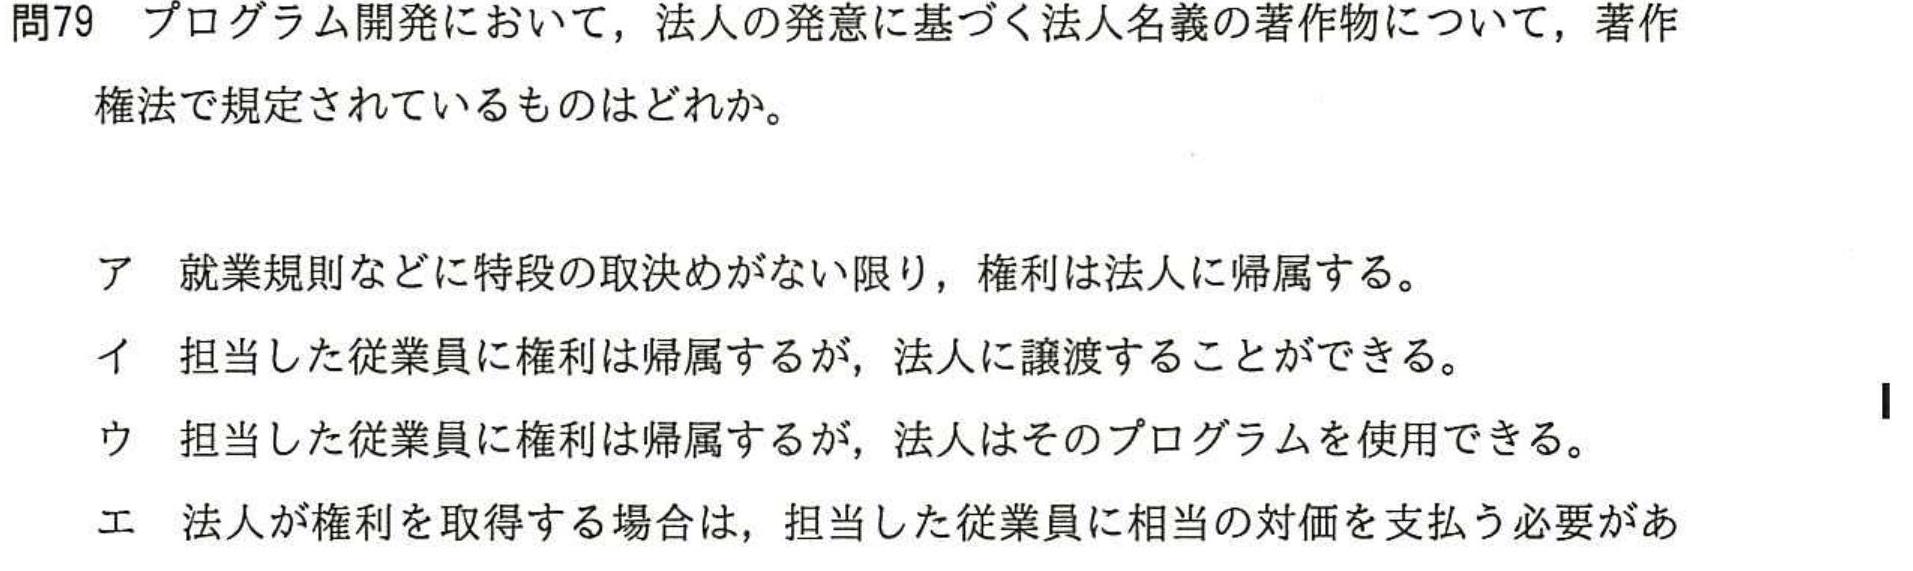 問79　プログラム開発において，法人の発意に基づく法人名義の著作物について，著作
権法で規定されているものはどれか。
ア　就業規則などに特段の取決めがない限り，権利は法人に帰属する。
イ　担当した従業員に権利は帰属するが，法人に譲渡することができる。
ウ　担当した従業員に権利は帰属するが，法人はそのプログラムを使用できる。
エ　法人が権利を取得する場合は，担当した従業員に相当の対価を支払う必要があ